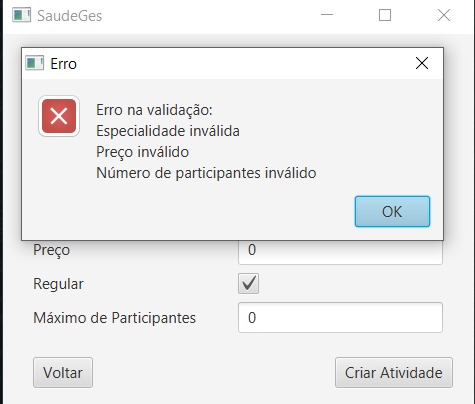 SaudeGes
Erro
Erro na validação:
Especialidade inválida
Preço inválido
Número de participantes inválido
OK
Preço 0
Regular
Máximo de Participantes 0
Voltar Criar Atividade